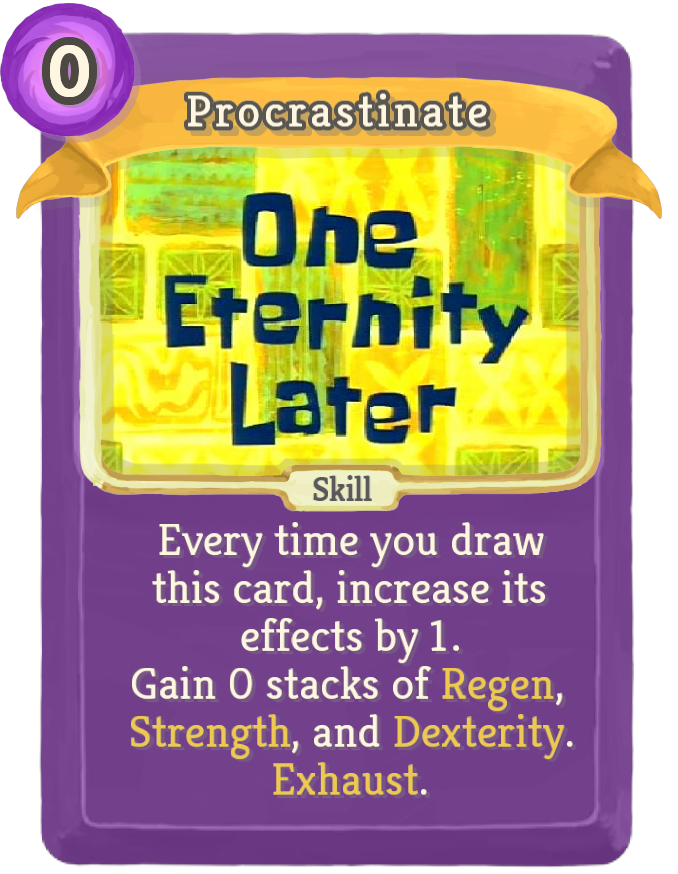 0
Procrastinate
One
Eternity
Later
Skill
Every time you draw
this card, increase its
effects by 1.
Gain 0 stacks of Regen,
Strength, and Dexterity.
Exhaust.